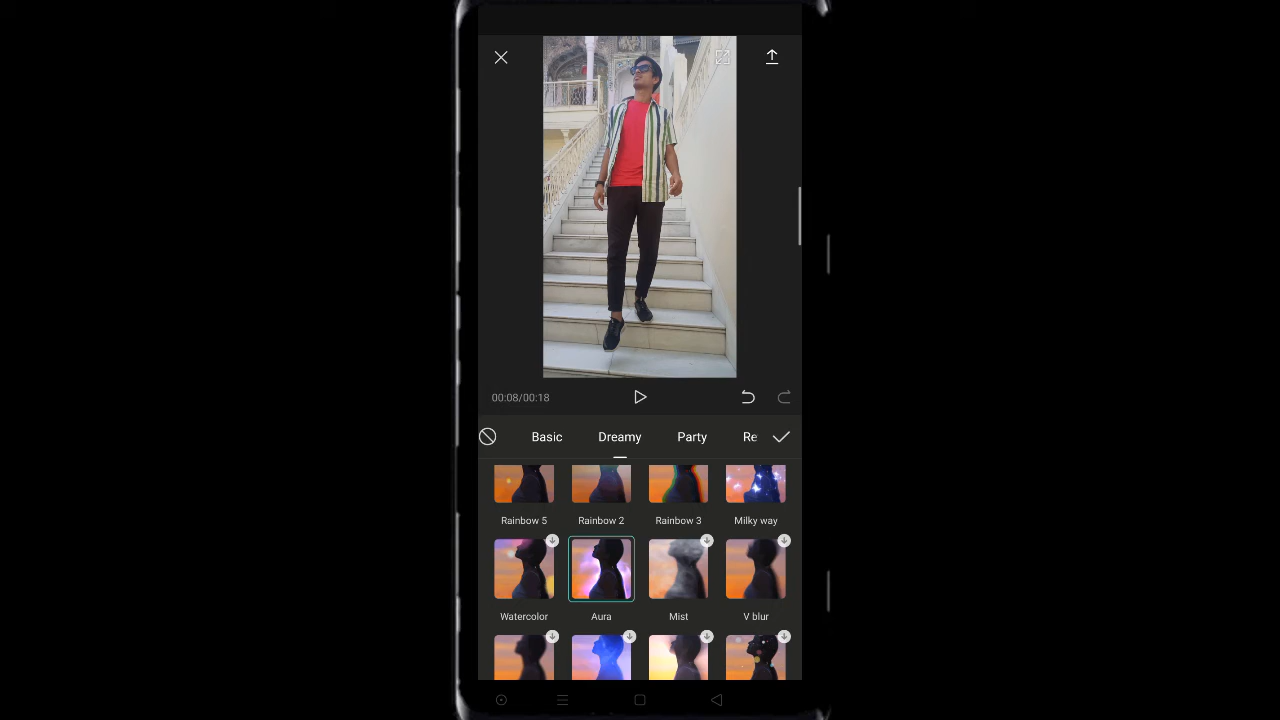 00:08/00:18
Basic Dreamy Party Re
Rainbow 5 Rainbow 2 Rainbow 3 Milky way
Watercolor Aura Mist V blur